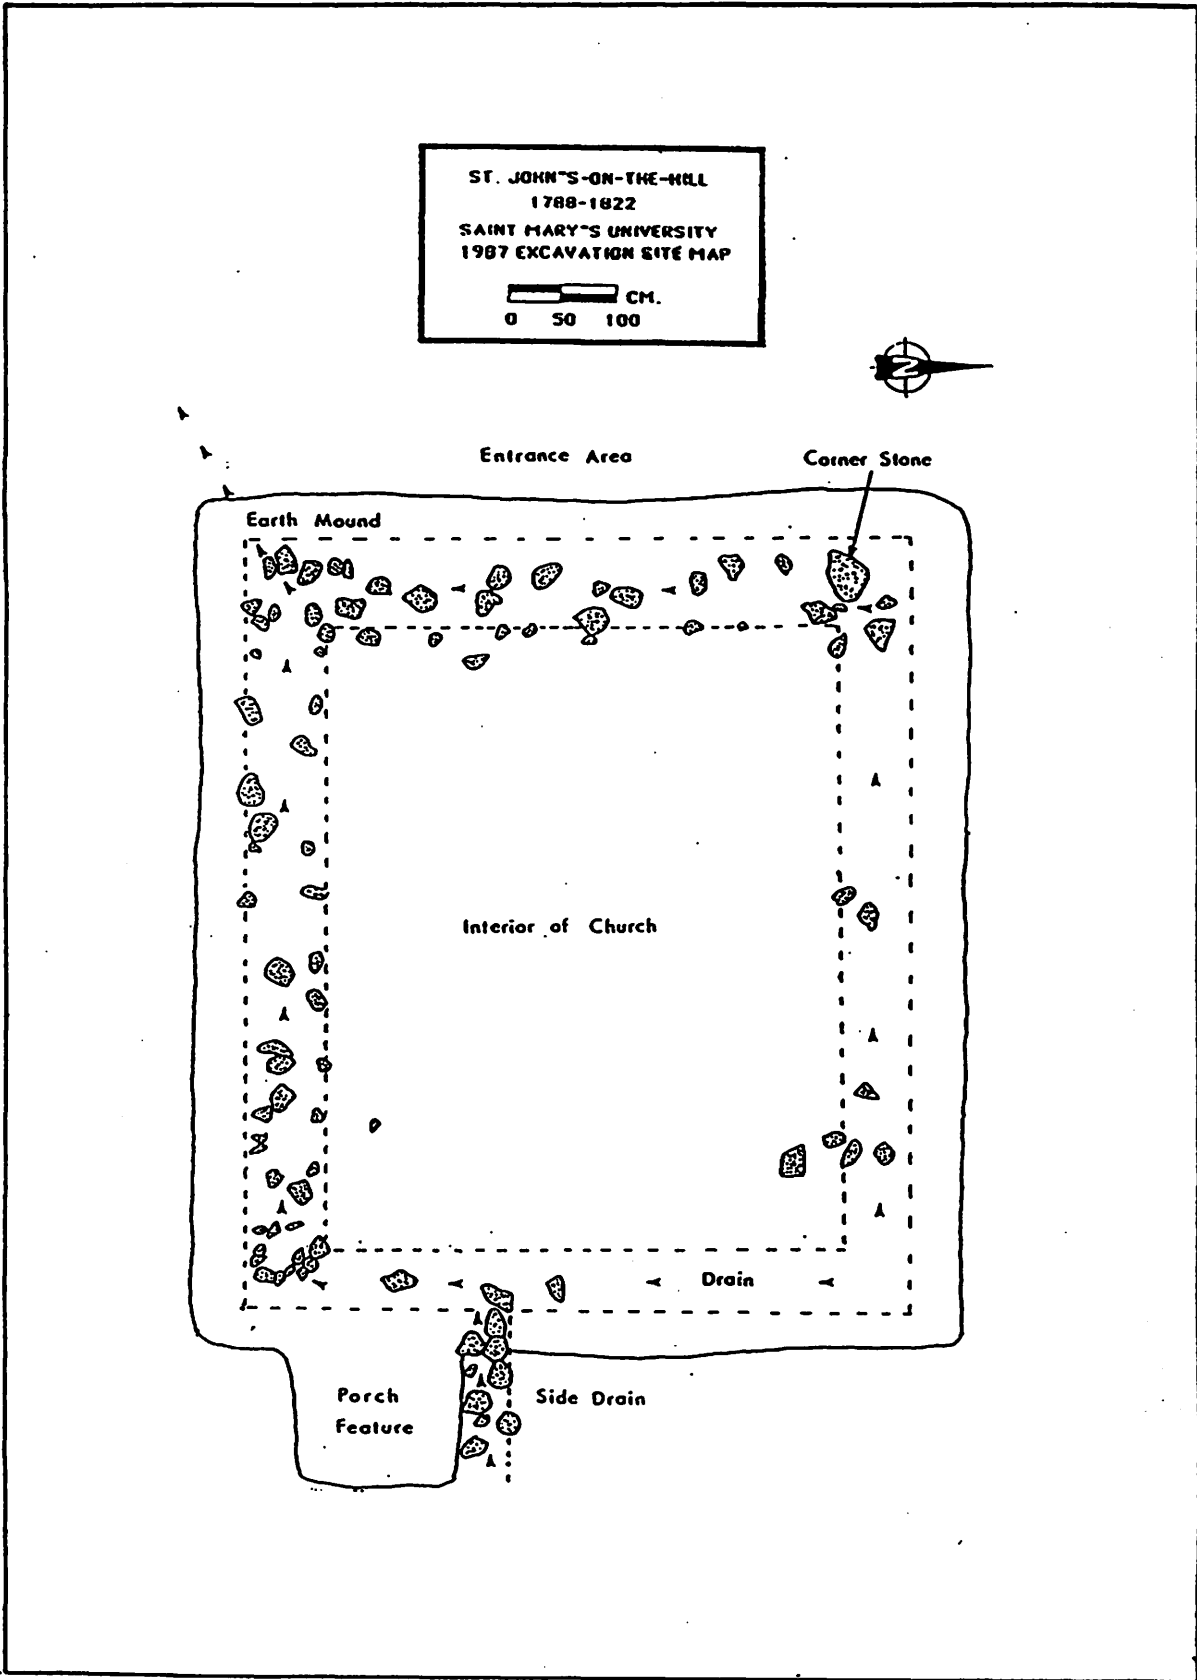 ST. JOHN'S-ON-THE-HILL
1788-1822
SAINT MARY'S UNIVERSITY
1987 EXCAVATION SITE MAP
CM.
0 50 100
N
Entrance Area
Corner Stone
Earth Mound
Interior of Church
Drain
Porch
Feature
Side Drain